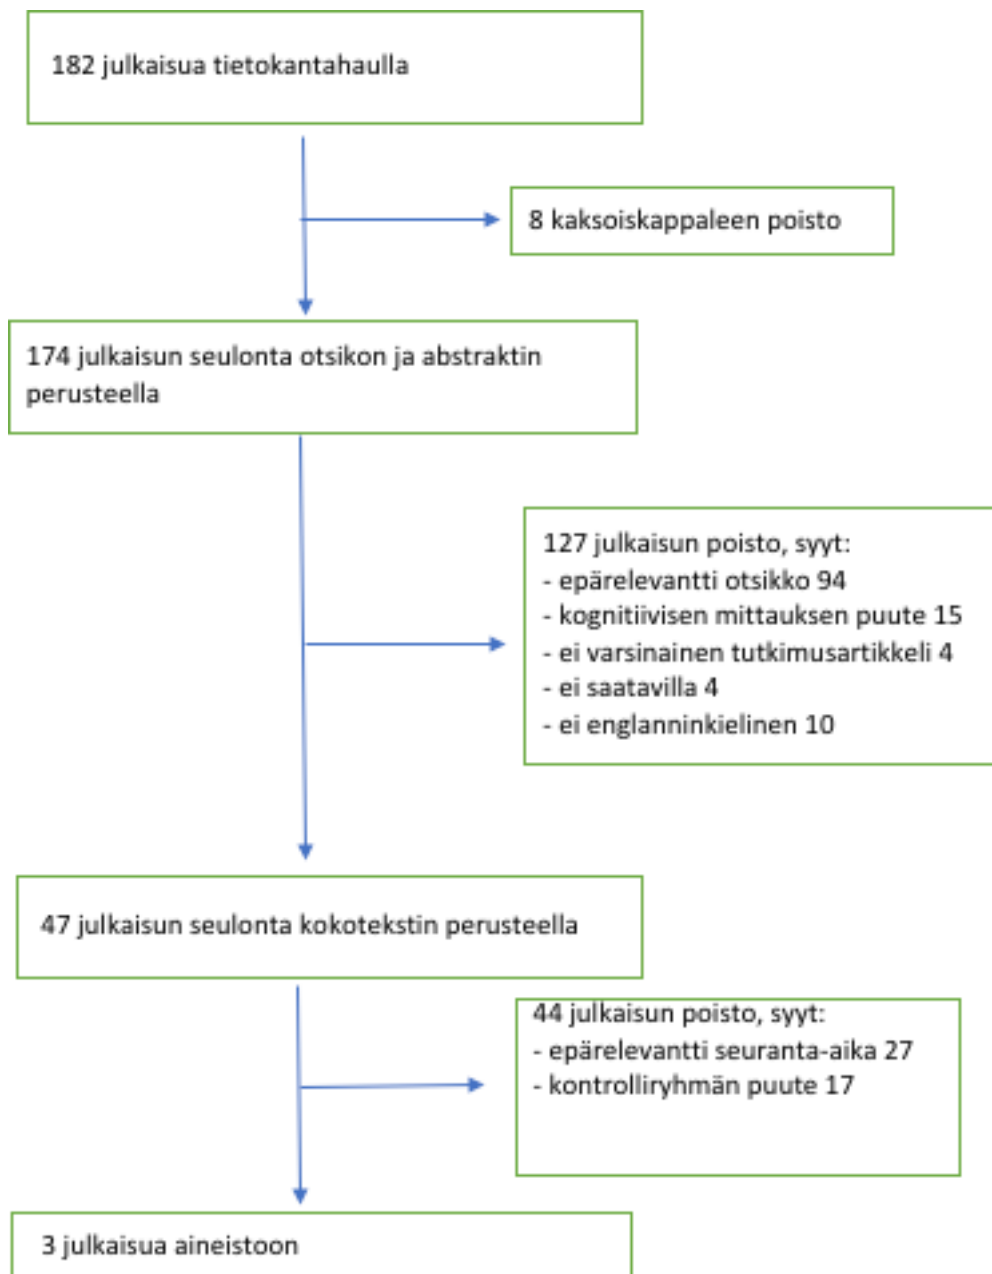 182 julkaisua tietokantahaulla
8 kaksoiskappaleen poisto
174 julkaisun seulonta otsikon ja abstraktin
perusteella
127 julkaisun poisto, syyt:
- epärelevantti otsikko 94
- kognitiivisen mittauksen puute 15
- ei varsinainen tutkimusartikkeli 4
- ei saatavilla 4
- ei englanninkielinen 10
47 julkaisun seulonta kokotekstin perusteella
44 julkaisun poisto, syyt:
- epärelevantti seuranta-aika 27
- kontrolliryhmän puute 17
3 julkaisua aineistoon